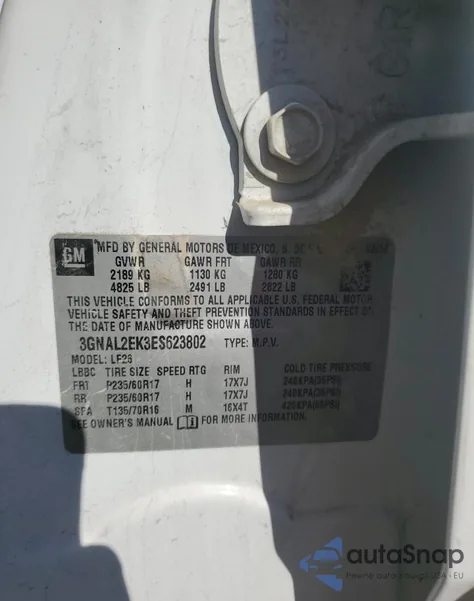 GM
MFD BY GENERAL MOTORS DE MEXICO, S. DE
GVWR GAWR FRT GAWR RR
2189 KG 1130 KG 1280 KG
4825 LB 2491 LB 2822 LB
THIS VEHICLE CONFORMS TO ALL APPLICABLE U.S. FEDERAL MOTOR
VEHICLE SAFETY AND THEFT PREVENTION STANDARDS IN EFFECT ON
THE DATE OF MANUFACTURE SHOWN ABOVE.
3GNAL2EK3ES623802 TYPE: M.P.V.
MODEL: LF26
LBBC TIRE SIZE SPEED RTG RIM COLD TIRE PRESSURE
FRT P235/60R17 H 17X7J 240KPA(35PSI)
RR P235/60R17 H 17X7J 240KPA(35PSI)
SPA T135/70R16 M 16X4T 420KPA(60PSI)
SEE OWNER'S MANUAL i FOR MORE INFORMATION.
autoSnap